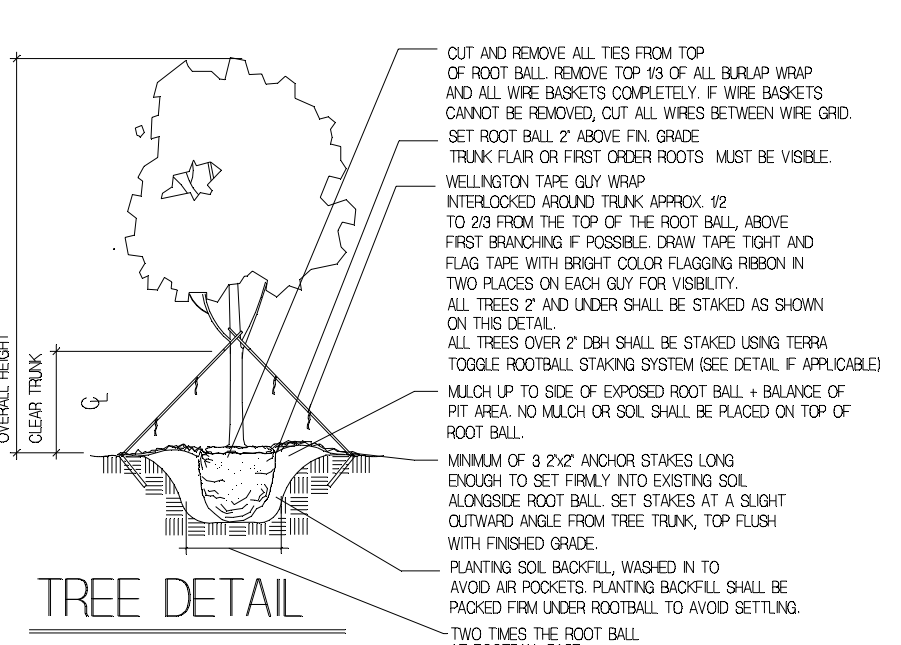 CUT AND REMOVE ALL TIES FROM TOP
OF ROOT BALL. REMOVE TOP 1/3 OF ALL BURLAP WRAP
AND ALL WIRE BASKETS COMPLETELY. IF WIRE BASKETS
CANNOT BE REMOVED, CUT ALL WIRES BETWEEN WIRE GRID.
SET ROOT BALL 2" ABOVE FIN. GRADE
TRUNK FLAIR OR FIRST ORDER ROOTS MUST BE VISIBLE.
WELLINGTON TAPE GUY WRAP
INTERLOCKED AROUND TRUNK APPROX. 1/2
TO 2/3 FROM THE TOP OF THE ROOT BALL, ABOVE
FIRST BRANCHING IF POSSIBLE. DRAW TAPE TIGHT AND
FLAG TAPE WITH BRIGHT COLOR FLAGGING RIBBON IN
TWO PLACES ON EACH GUY FOR VISIBILITY.
ALL TREES 2" AND UNDER SHALL BE STAKED AS SHOWN
ON THIS DETAIL.
ALL TREES OVER 2" DBH SHALL BE STAKED USING TERRA
TOGGLE ROOTBALL STAKING SYSTEM (SEE DETAIL IF APPLICABLE)
MULCH UP TO SIDE OF EXPOSED ROOT BALL + BALANCE OF
PIT AREA. NO MULCH OR SOIL SHALL BE PLACED ON TOP OF
ROOT BALL.
MINIMUM OF 3 2"x2" ANCHOR STAKES LONG
ENOUGH TO SET FIRMLY INTO EXISTING SOIL
ALONGSIDE ROOT BALL. SET STAKES AT A SLIGHT
OUTWARD ANGLE FROM TREE TRUNK, TOP FLUSH
WITH FINISHED GRADE.
PLANTING SOIL BACKFILL, WASHED IN TO
AVOID AIR POCKETS. PLANTING BACKFILL SHALL BE
PACKED FIRM UNDER ROOTBALL TO AVOID SETTLING.
TWO TIMES THE ROOT BALL
OVERALL HEIGHT
CLEAR TRUNK
CL
TREE DETAIL